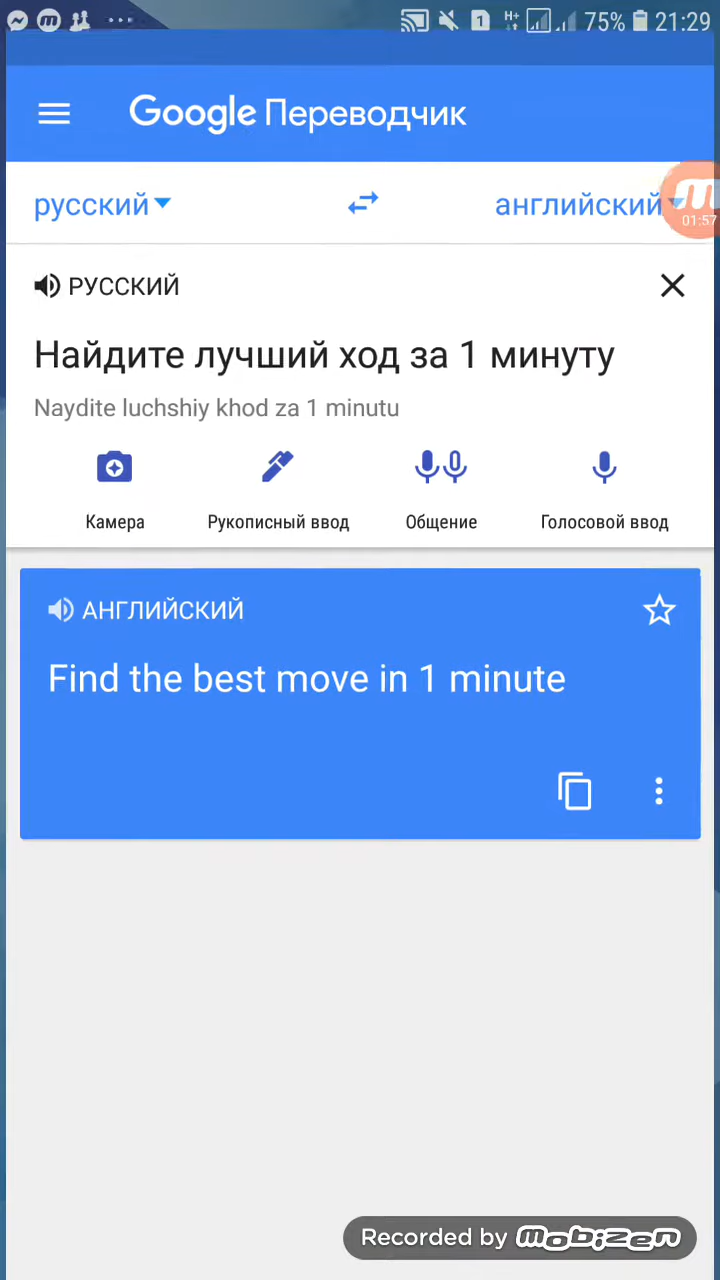 1 H+ 75% 21:29
Google Переводчик
русский английский
01:57
РУССКИЙ
Найдите лучший ход за 1 минуту
Naydite luchshiy khod za 1 minutu
Камера Рукописный ввод Общение Голосовой ввод
АНГЛИЙСКИЙ
Find the best move in 1 minute
Recorded by mobizen